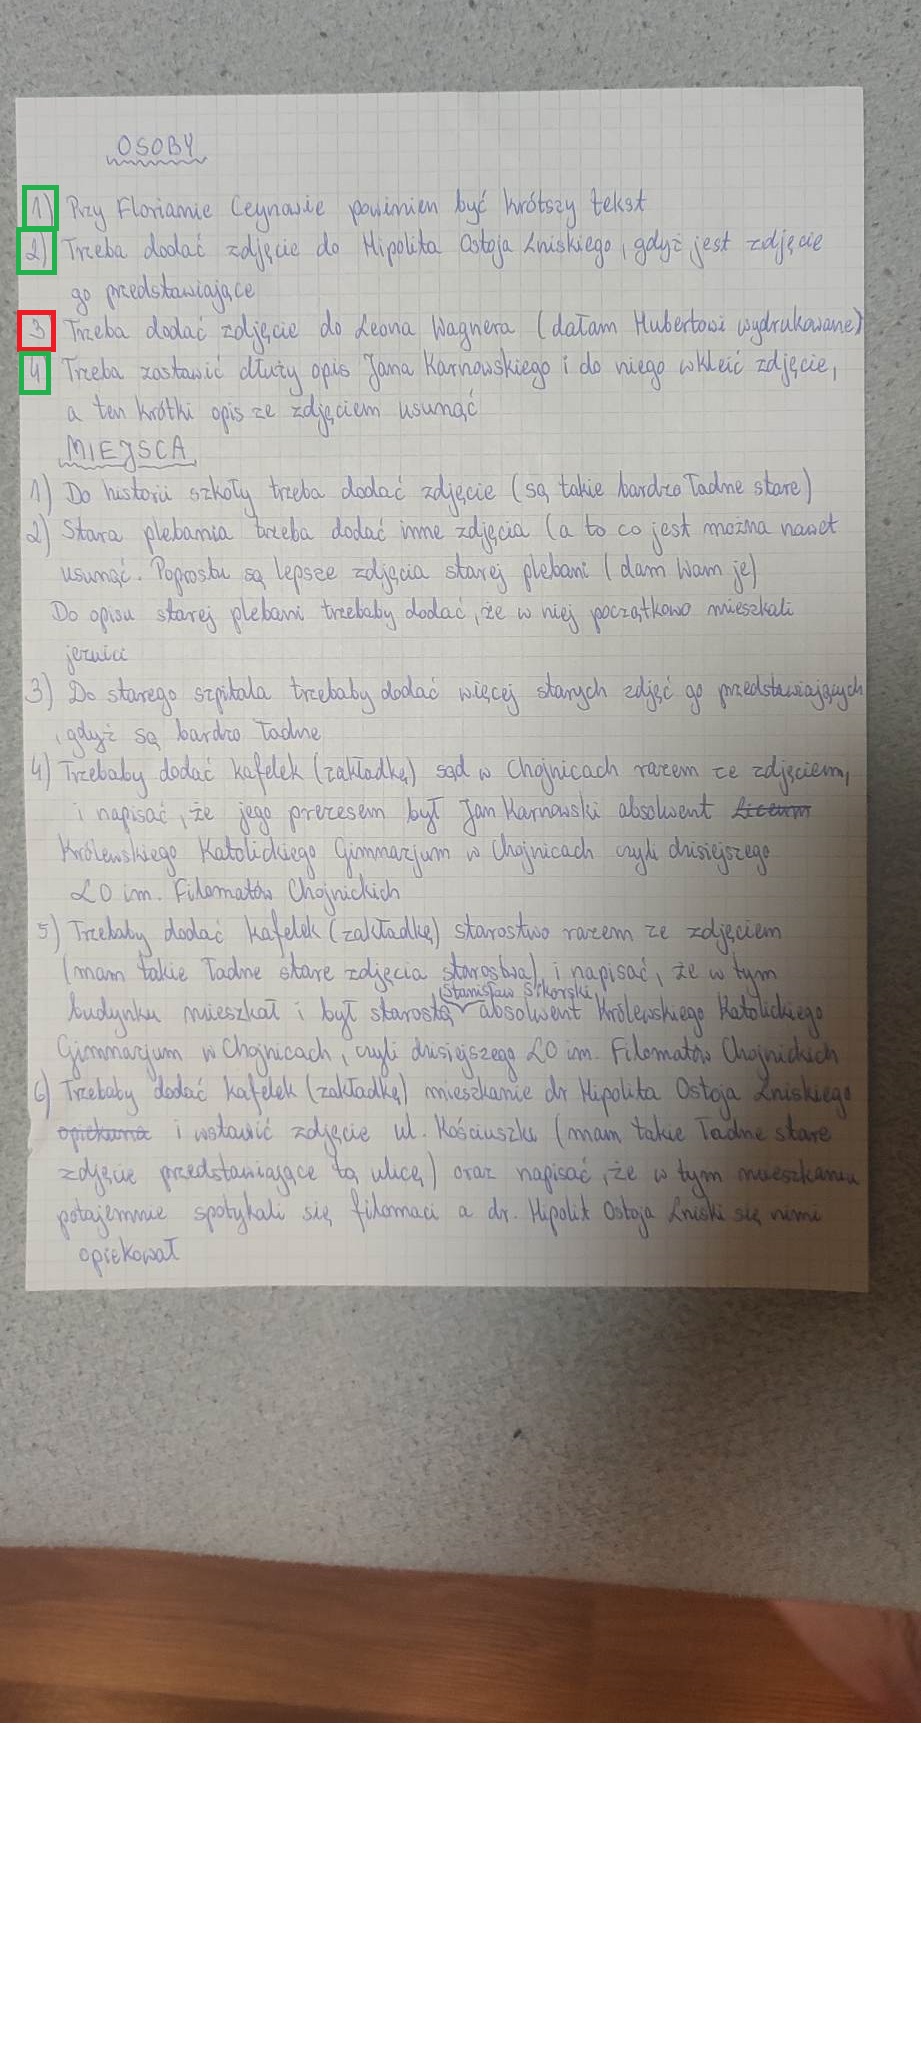 OSOBY
1) Przy Florianie Ceynowie powinien być krótszy tekst
2) Trzeba dodać zdjęcie do Hipolita Ostoja Lniskiego, gdyż jest zdjęcie
go przedstawiające
3 Trzeba dodać zdjęcie do Leona Wagnera (dałam Hubertowi wydrukowane)
4 Trzeba zostawić dłuży opis Jana Karnowskiego i do niego wkleić zdjęcie,
a ten krótki opis ze zdjęciem usunąć
MIEJSCA
1) Do historii szkoły trzeba dodać zdjęcie (są takie bardzo ładne stare)
2) Stara plebania trzeba dodać inne zdjęcia (a to co jest można nawet
usunąć. Poprostu są lepsze zdjęcia starej plebani (dam Wam je)
Do opisu starej plebani trzebaby dodać, że w niej początkowo mieszkali
jezuici
3) Do starego szpitala trzebaby dodać więcej starych zdjęć go przedstawiających
, gdyż są bardzo ładne
4) Trzebaby dodać kafelek (zakładkę) sąd w Chojnicach razem ze zdjęciem,
i napisać, że jego prezesem był Jan Karnowski absolwent Liceum
Królewskiego Katolickiego Gimnazjum w Chojnicach czyli dzisiejszego
LO im. Filomatów Chojnickich
5) Trzebaby dodać kafelek (zakładkę) starostwo razem ze zdjęciem
(mam takie ładne stare zdjęcia starostwa), i napisać, że w tym
budynku mieszkał i był starostą Stanisław Sikorski absolwent Królewskiego Katolickiego
Gimnazjum w Chojnicach, czyli dzisiejszego LO im. Filomatów Chojnickich
6) Trzebaby dodać kafelek (zakładkę) mieszkanie dr Hipolita Ostoja Lniskiego
opiekuna i wstawić zdjęcie ul. Kościuszki (mam takie ładne stare
zdjęcie przedstawiające tą ulicę) oraz napisać, że w tym mieszkaniu
potajemnie spotykali się filomaci a dr. Hipolit Ostoja Lniski się nimi
opiekował